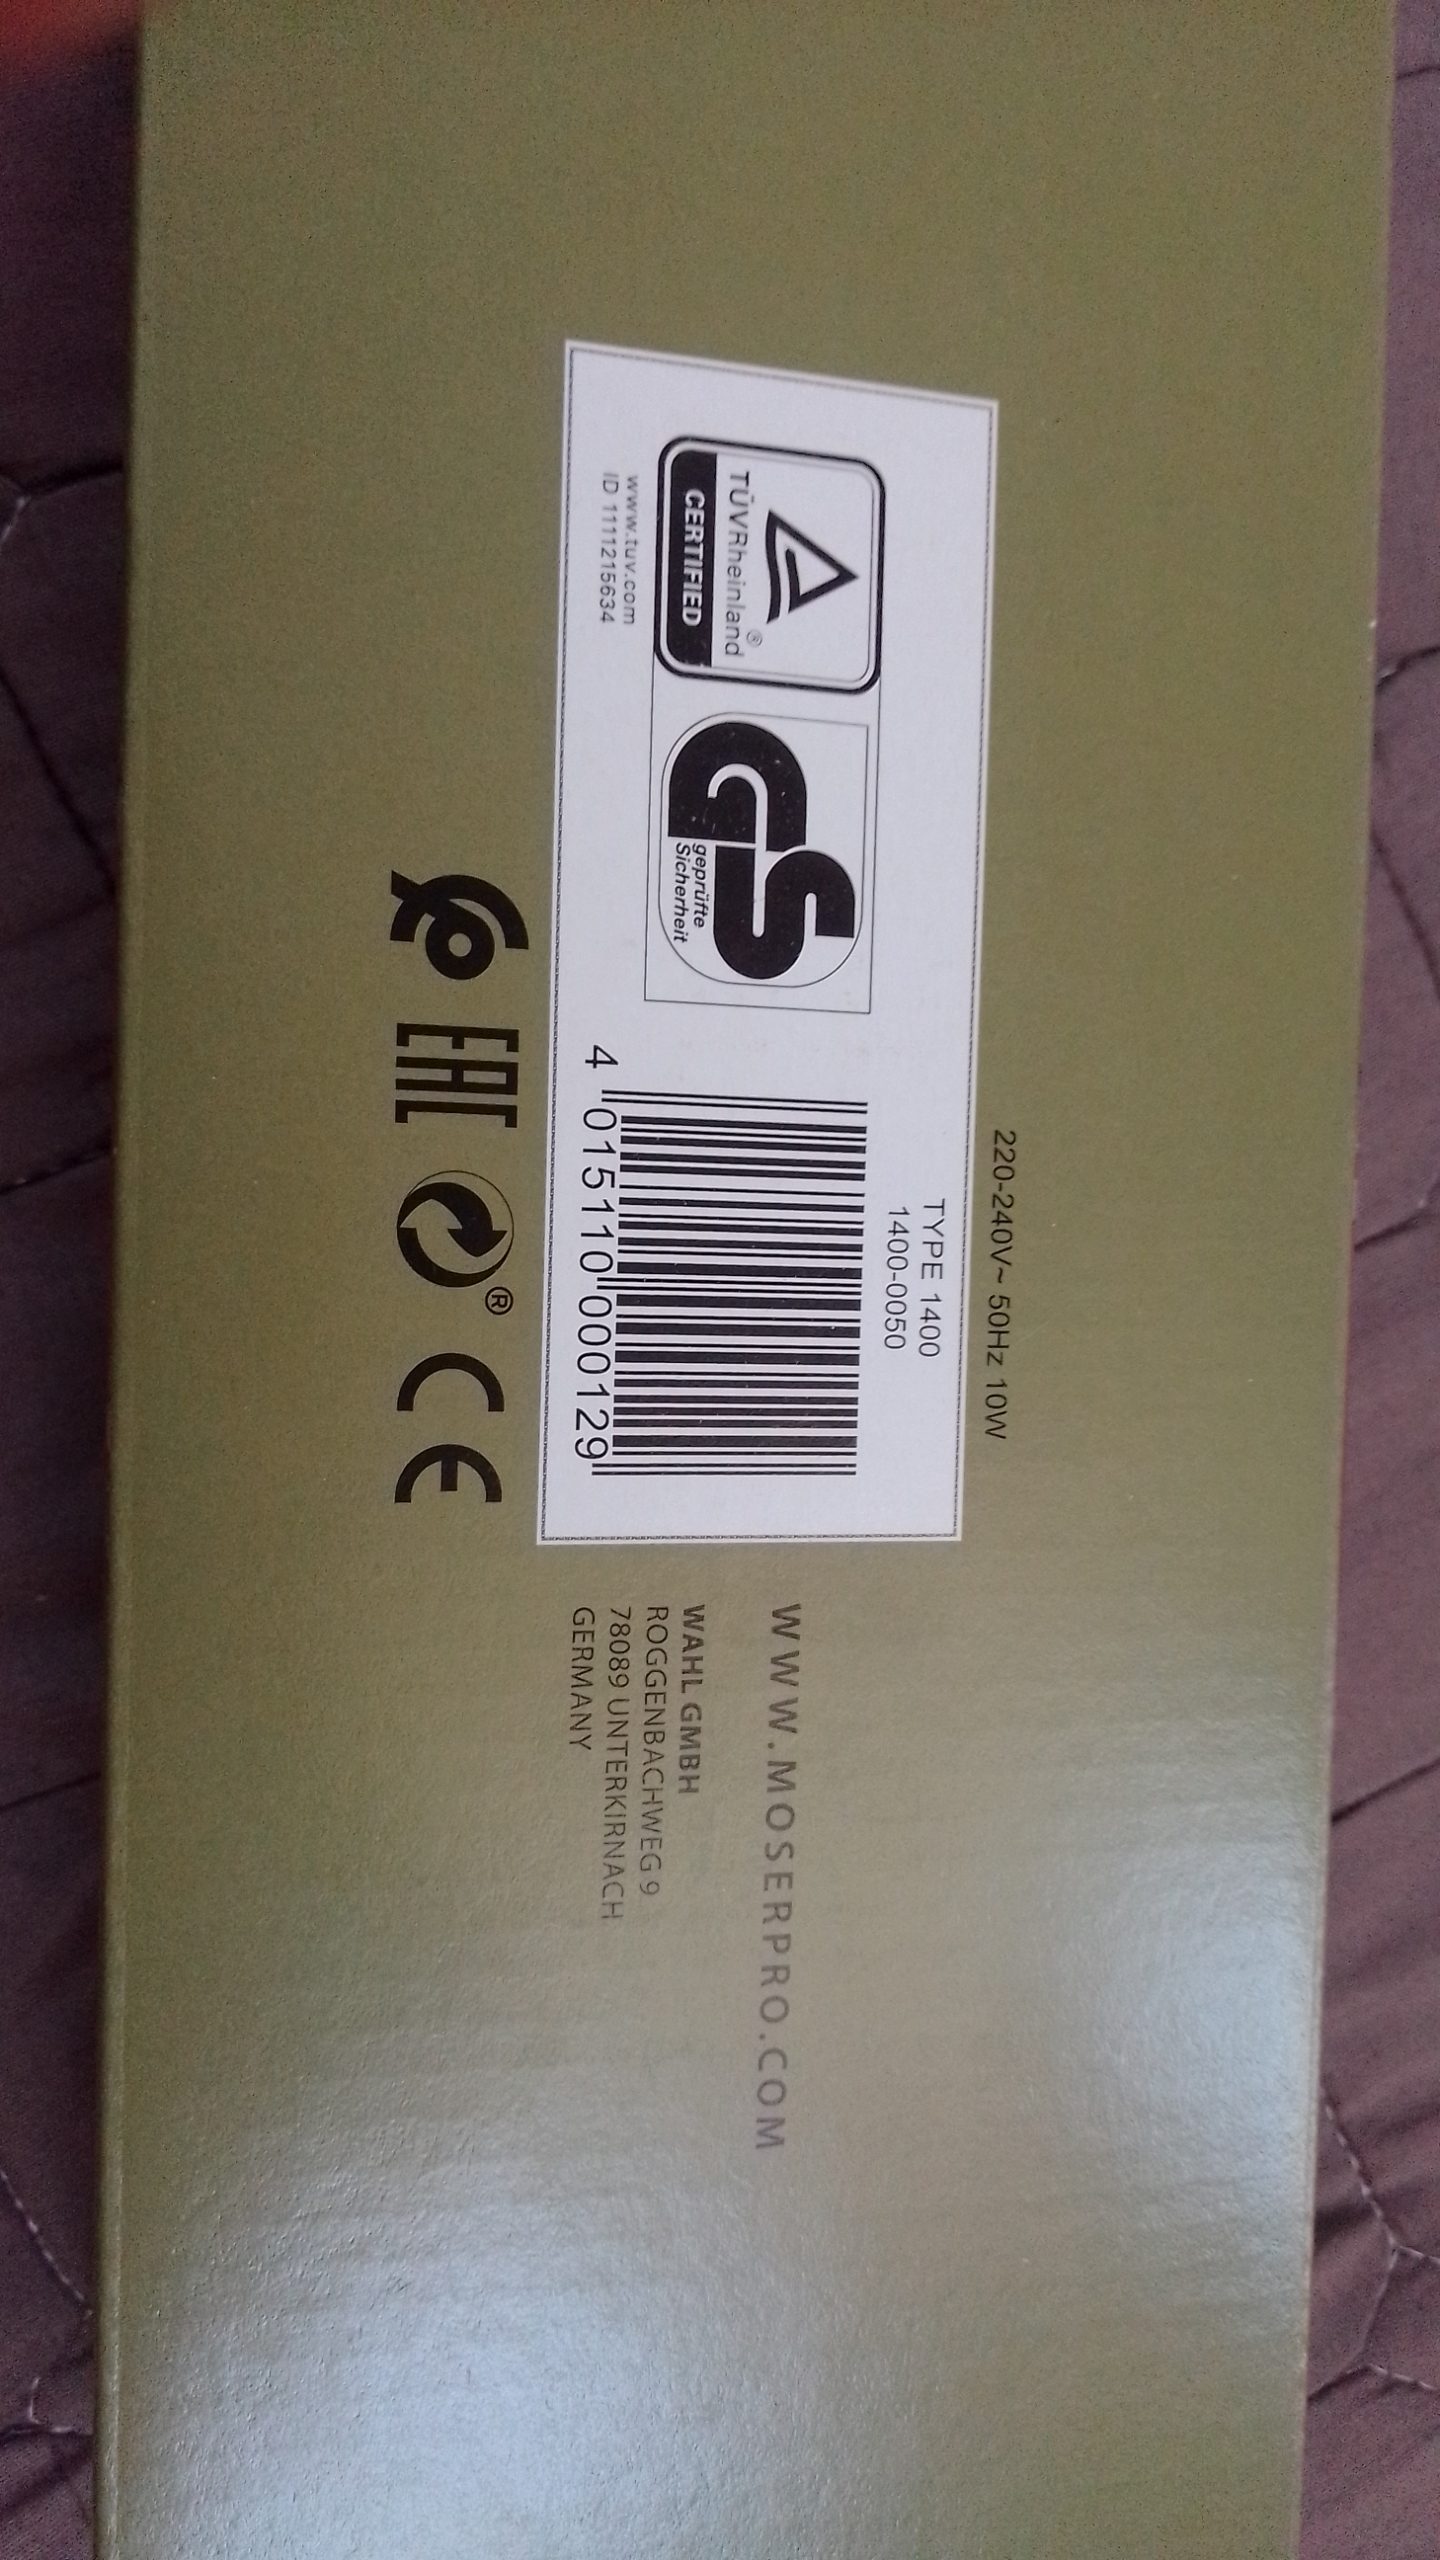 220-240V~ 50Hz 10W
TYPE 1400
1400-0050
TÜVRheinland®
CERTIFIED
www.tuv.com
ID 1111215634
GS
geprüfte
Sicherheit
4 015110 000129
EAC
®
CE
WWW.MOSERPRO.COM
WAHL GMBH
ROGGENBACHWEG 9
78089 UNTERKIRNACH
GERMANY